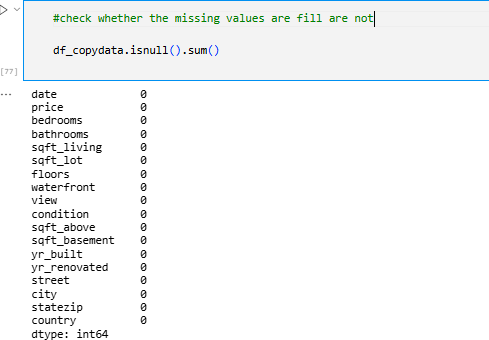 #check whether the missing values are fill are not
df_copydata.isnull().sum()
[77]
...
date 0
price 0
bedrooms 0
bathrooms 0
sqft_living 0
sqft_lot 0
floors 0
waterfront 0
view 0
condition 0
sqft_above 0
sqft_basement 0
yr_built 0
yr_renovated 0
street 0
city 0
statezip 0
country 0
dtype: int64